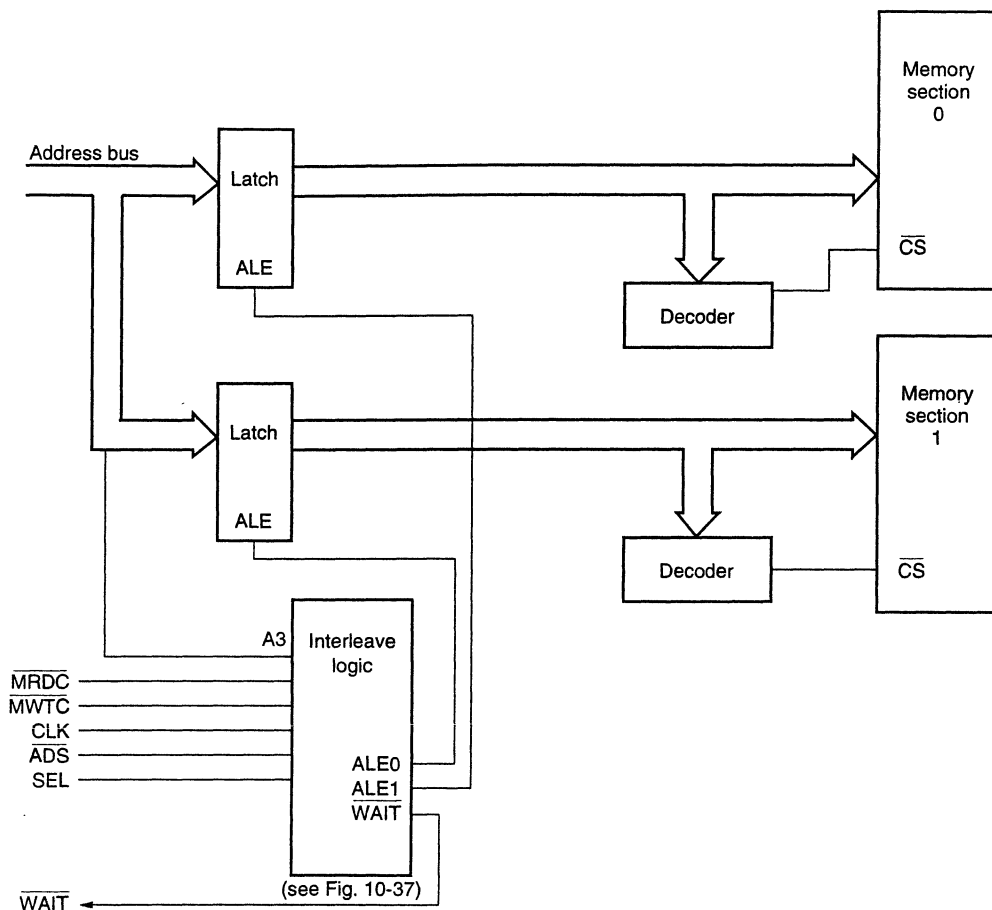 Memory
section
0
Address bus
Latch
ALE
CS
Decoder
Memory
section
1
Latch
ALE
Decoder
CS
A3
Interleave
logic
MRDC
MWTC
CLK
ADS
SEL
ALE0
ALE1
WAIT
(see Fig. 10-37)
WAIT